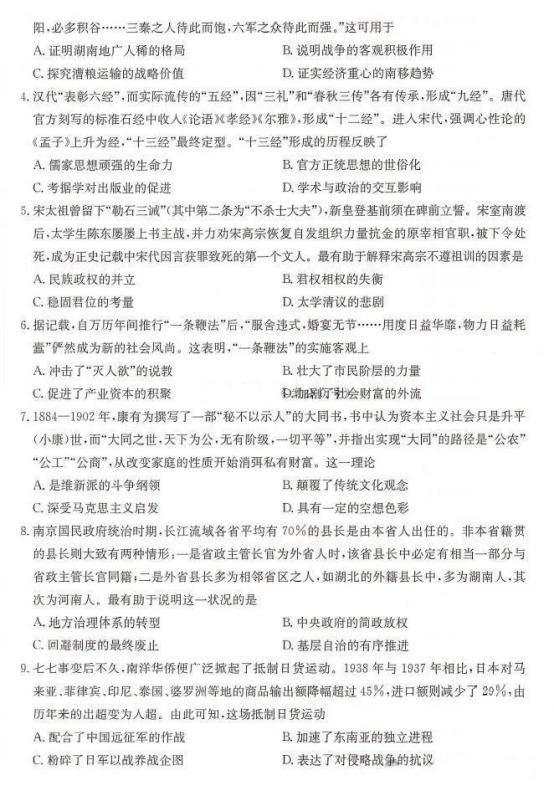 阳,必多积谷……三秦之人待此而饱,六军之众待此而强。”这可用于
A. 证明湖南地广人稀的格局 B. 说明战争的客观积极作用
C. 探究漕粮运输的战略价值 D. 证实经济重心的南移趋势
4. 汉代“表彰六经”,而实际流传的“五经”,因“三礼”和“春秋三传”各有传承,形成“九经”。唐代
官方刻写的标准石经中收入《论语》《孝经》《尔雅》,形成“十二经”。进入宋代,强调心性论的
《孟子》上升为经,“十三经”最终定型。“十三经”形成的历程反映了
A. 儒家思想顽强的生命力 B. 官方正统思想的世俗化
C. 考据学对出版业的促进 D. 学术与政治的交互影响
5. 宋太祖曾留下“勒石三诫”(其中第二条为“不杀士大夫”),新皇登基前须在碑前立誓。宋室南渡
后,太学生陈东屡屡上书主战,并力劝宋高宗恢复自发组织力量抗金的原宰相官职,被下令处
死,成为正史记载中宋代因言获罪致死的第一个文人。最有助于解释宋高宗不遵祖训的因素是
A. 民族政权的并立 B. 君权相权的失衡
C. 稳固君位的考量 D. 太学清议的悲剧
6. 据记载,自万历年间推行“一条鞭法”后,“服舍违式,婚宴无节……用度日益华靡,物力日益耗
蠹”俨然成为新的社会风尚。这表明,“一条鞭法”的实施客观上
A. 冲击了“灭人欲”的说教 B. 壮大了市民阶层的力量
C. 促进了产业资本的积聚 D. 加剧了社会财富的外流
7. 1884—1902 年,康有为撰写了一部“秘不以示人”的大同书,书中认为资本主义社会只是升平
(小康)世,而“大同之世,天下为公,无有阶级,一切平等”,并指出实现“大同”的路径是“公农”
“公工”“公商”,从改变家庭的性质开始消弭私有财富。这一理论
A. 是维新派的斗争纲领 B. 颠覆了传统文化观念
C. 深受马克思主义启发 D. 具有一定的空想色彩
8. 南京国民政府统治时期,长江流域各省平均有 70%的县长是由本省人出任的。非本省籍贯
的县长则大致有两种情形:一是省政主管长官为外省人时,该省县长中必定有相当一部分与
省政主管长官同籍;二是外省县长多为相邻省区之人,如湖北的外籍县长中,多为湖南人,其
次为河南人。最有助于说明这一状况的是
A. 地方治理体系的转型 B. 中央政府的简政放权
C. 回避制度的最终废止 D. 基层自治的有序推进
9. 七七事变后不久,南洋华侨便广泛掀起了抵制日货运动。1938 年与 1937 年相比,日本对马
来亚、菲律宾、印尼、泰国、婆罗洲等地的商品输出额降幅超过 45%,进口额则减少了 29%,由
历年来的出超变为人超。由此可知,这场抵制日货运动
A. 配合了中国远征军的作战 B. 加速了东南亚的独立进程
C. 粉碎了日军以战养战企图 D. 表达了对侵略战争的抗议